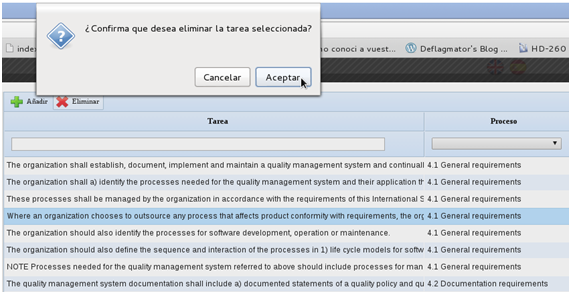 ¿Confirma que desea eliminar la tarea seleccionada?
Cancelar Aceptar
no conoci a vuest... Deflagmator's Blog ... HD-260
Añadir Eliminar
Tarea Proceso
The organization shall establish, document, implement and maintain a quality management system and continuall 4.1 General requirements
The organization shall a) identify the processes needed for the quality management system and their application th 4.1 General requirements
These processes shall be managed by the organization in accordance with the requirements of this International S 4.1 General requirements
Where an organization chooses to outsource any process that affects product conformity with requirements, the org 4.1 General requirements
The organization should also identify the processes for software development, operation or maintenance. 4.1 General requirements
The organization should also define the sequence and interaction of the processes in 1) life cycle models for softw 4.1 General requirements
NOTE Processes needed for the quality management system referred to above should include processes for man 4.1 General requirements
The quality management system documentation shall include a) documented statements of a quality policy and qu 4.2 Documentation requirements